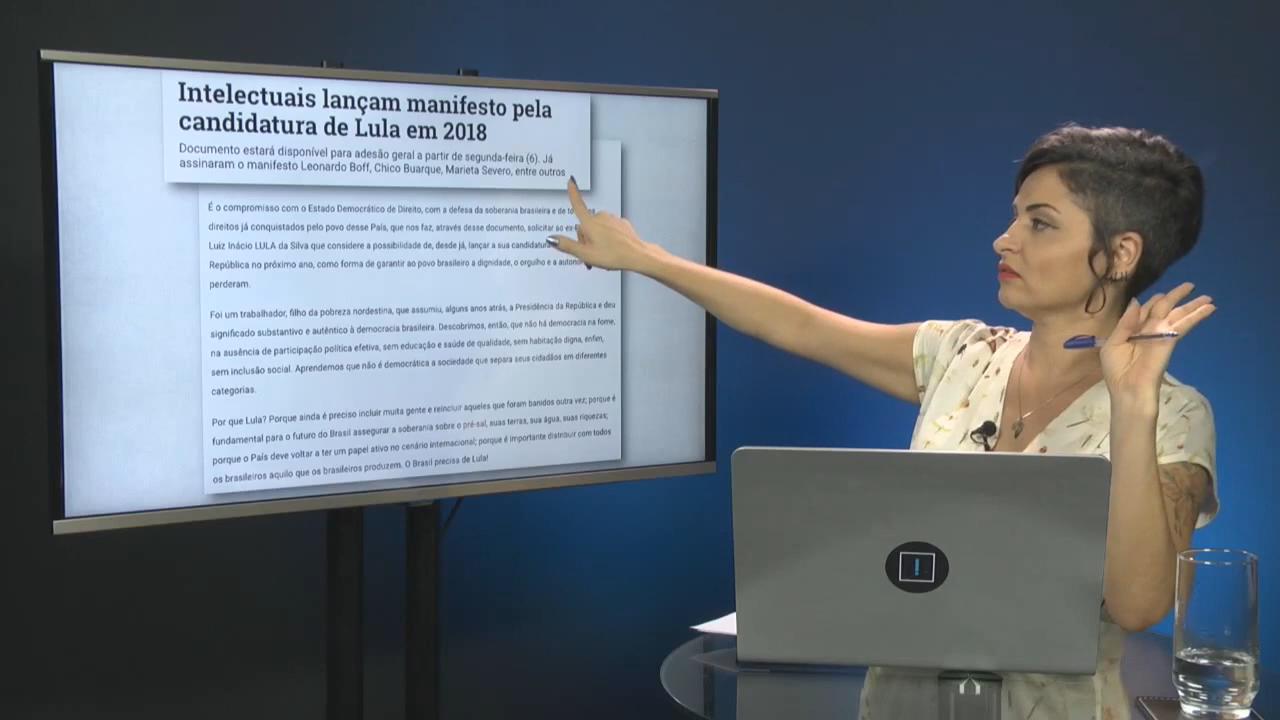 Intelectuais lançam manifesto pela
candidatura de Lula em 2018
Documento estará disponível para adesão geral a partir de segunda-feira (6). Já
assinaram o manifesto Leonardo Boff, Chico Buarque, Marieta Severo, entre outros
É o compromisso com o Estado Democrático de Direito, com a defesa da soberania brasileira e de
direitos já conquistados pelo povo desse País, que nos faz, através desse documento, solicitar ao
Luiz Inácio LULA da Silva que considere a possibilidade de, desde já, lançar a sua candidatura
República no próximo ano, como forma de garantir ao povo brasileiro a dignidade, o orgulho e a
perderam.
Foi um trabalhador, filho da pobreza nordestina, que assumiu, alguns anos atrás, a Presidência da República e deu
significado substantivo e autêntico à democracia brasileira. Descobrimos, então, que não há democracia na fome,
na ausência de participação política efetiva, sem educação e saúde de qualidade, sem habitação digna, enfim,
sem inclusão social. Aprendemos que não é democrática a sociedade que separa seus cidadãos em diferentes
categorias.
Por que Lula? Porque ainda é preciso incluir muita gente e reincluir aqueles que foram banidos outra vez; porque é
fundamental para o futuro do Brasil assegurar a soberania sobre o pré-sal, suas terras, sua água, suas riquezas;
porque o País deve voltar a ter um papel ativo no cenário internacional; porque é importante distribuir com todos
os brasileiros aquilo que os brasileiros produzem. O Brasil precisa de Lula!